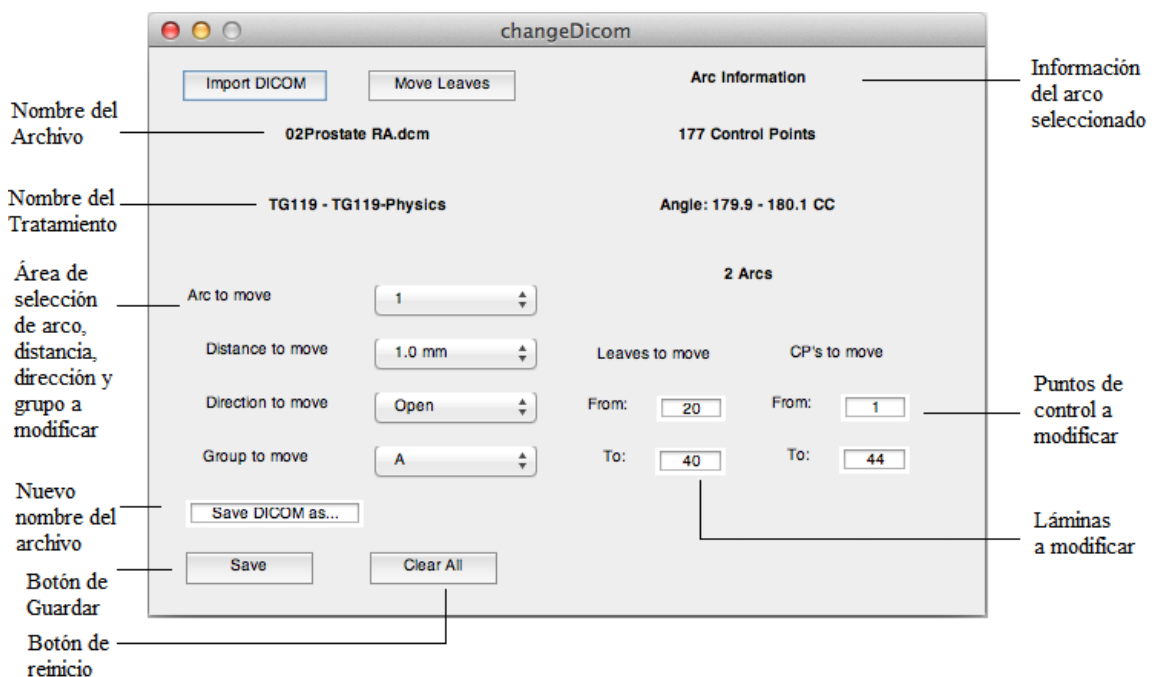 changeDicom
Import DICOM
Move Leaves
Arc Information
Información
del arco
seleccionado
Nombre del
Archivo
02Prostate RA.dcm
177 Control Points
Nombre del
Tratamiento
TG119 - TG119-Physics
Angle: 179.9 - 180.1 CC
2 Arcs
Área de
selección
de arco,
distancia,
dirección y
grupo a
modificar
Arc to move
1
Distance to move
1.0 mm
Direction to move
Open
Group to move
A
Leaves to move
CP's to move
From:
20
From:
1
To:
40
To:
44
Puntos de
control a
modificar
Láminas
a modificar
Nuevo
nombre del
archivo
Save DICOM as...
Save
Clear All
Botón de
Guardar
Botón de
reinicio